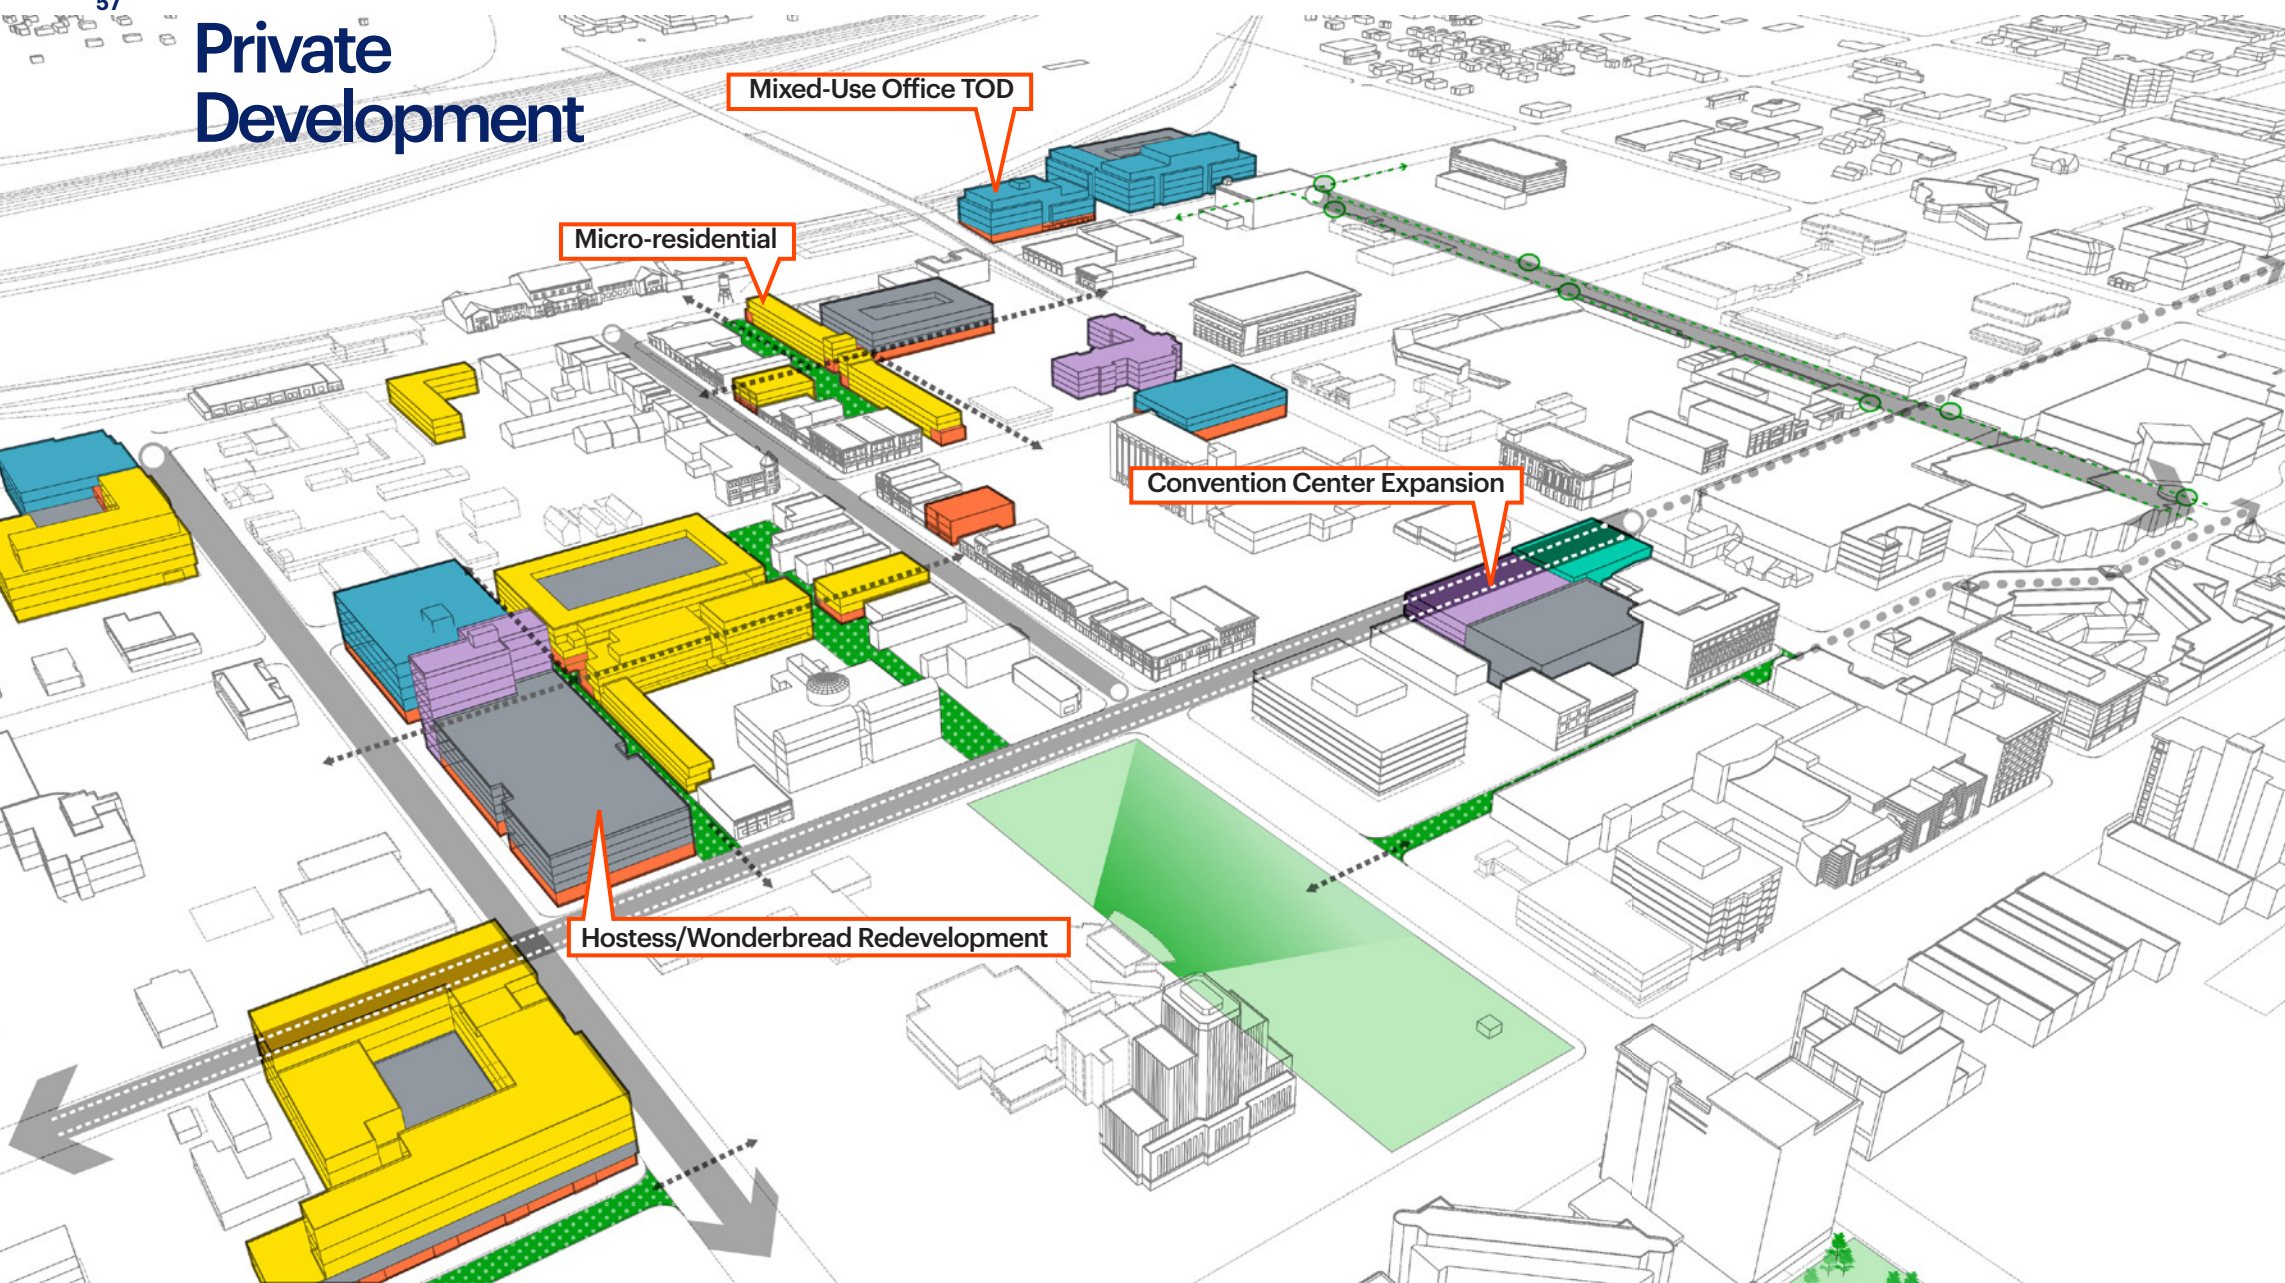 57
Private
Development
Mixed-Use Office TOD
Micro-residential
Convention Center Expansion
Hostess/Wonderbread Redevelopment